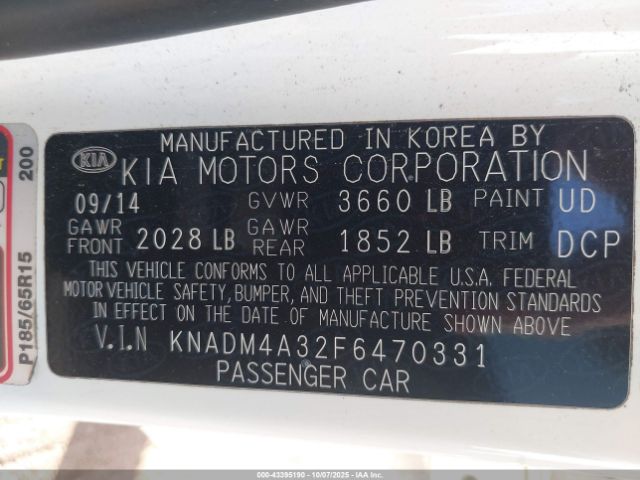 MANUFACTURED IN KOREA BY
KIA KIA MOTORS CORPORATION
09/14 GVWR 3660 LB PAINT UD
GAWR FRONT 2028 LB GAWR REAR 1852 LB TRIM DCP
THIS VEHICLE CONFORMS TO ALL APPLICABLE U.S.A. FEDERAL
MOTOR VEHICLE SAFETY, BUMPER, AND THEFT PREVENTION STANDARDS
IN EFFECT ON THE DATE OF MANUFACTURE SHOWN ABOVE
V.I.N KNADM4A32F6470331
PASSENGER CAR
P185/65R15 200
000-43395190 - 10/07/2025 - IAA Inc.